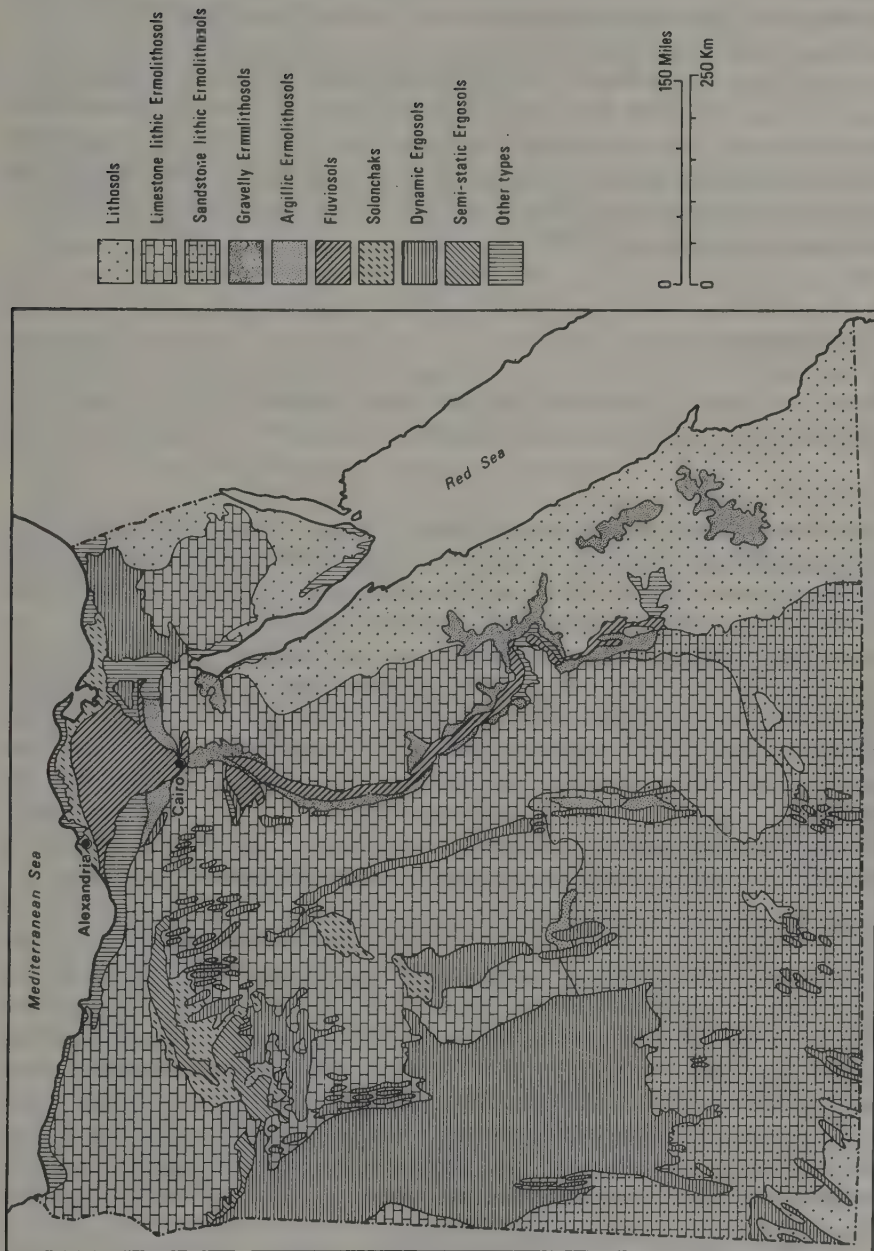 Mediterranean Sea
Alexandria
Cairo
Red Sea
Lithosols
Limestone lithic Ermolithosols
Sandstone lithic Ermolithosols
Gravelly Ermolithosols
Argillic Ermolithosols
Fluviosols
Solonchaks
Dynamic Ergosols
Semi-static Ergosols
Other types
0 150 Miles
0 250 Km